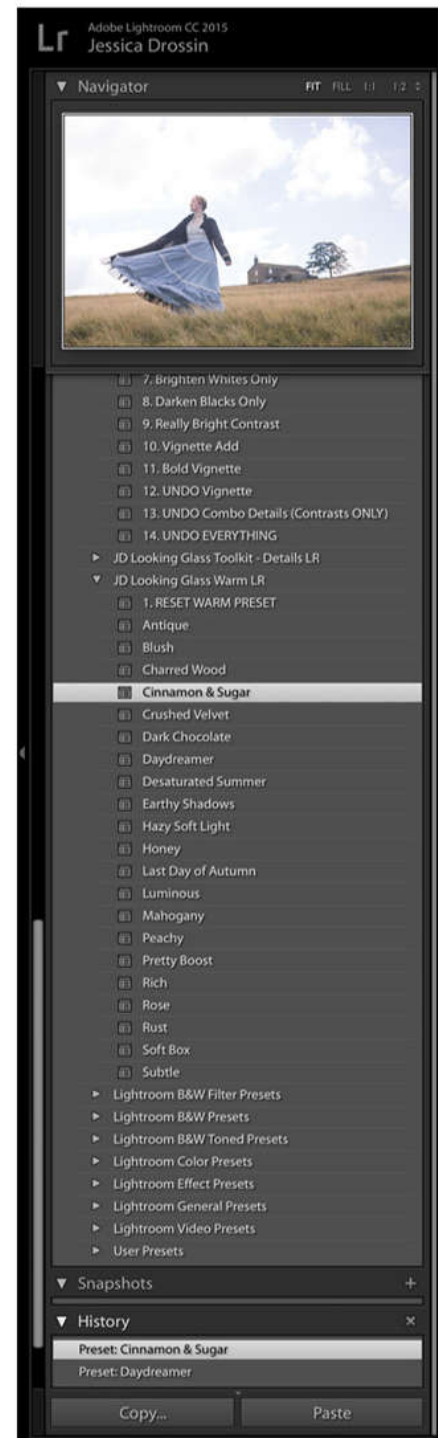 Lr
Adobe Lightroom CC 2015
Jessica Drossin
Navigator FIT FILL 1:1 1:2
7. Brighten Whites Only
8. Darken Blacks Only
9. Really Bright Contrast
10. Vignette Add
11. Bold Vignette
12. UNDO Vignette
13. UNDO Combo Details (Contrasts ONLY)
14. UNDO EVERYTHING
JD Looking Glass Toolkit - Details LR
JD Looking Glass Warm LR
1. RESET WARM PRESET
Antique
Blush
Charred Wood
Cinnamon & Sugar
Crushed Velvet
Dark Chocolate
Daydreamer
Desaturated Summer
Earthy Shadows
Hazy Soft Light
Honey
Last Day of Autumn
Luminous
Mahogany
Peachy
Pretty Boost
Rich
Rose
Rust
Soft Box
Subtle
Lightroom B&W Filter Presets
Lightroom B&W Presets
Lightroom B&W Toned Presets
Lightroom Color Presets
Lightroom Effect Presets
Lightroom General Presets
Lightroom Video Presets
User Presets
Snapshots +
History ×
Preset: Cinnamon & Sugar
Preset: Daydreamer
Copy... Paste